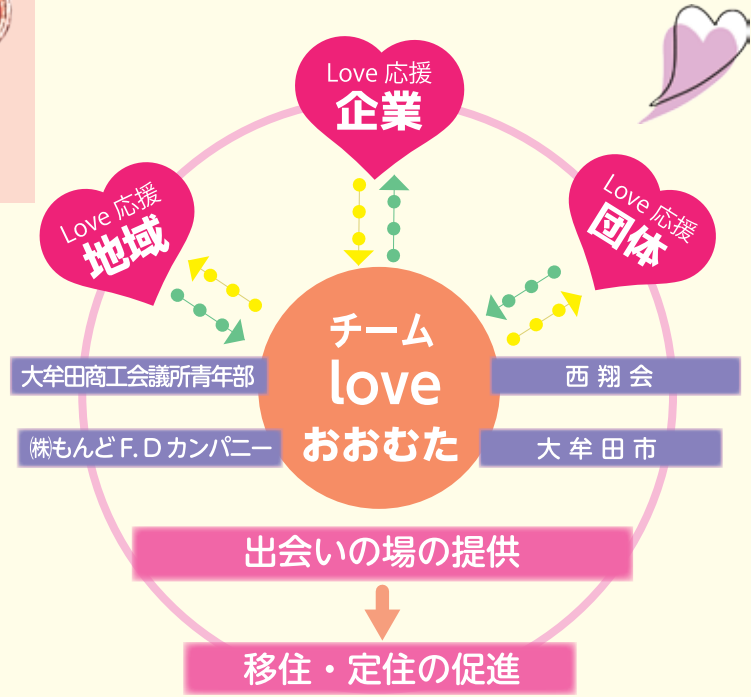 Love 応援
企業
Love 応援
地域
Love 応援
団体
チーム
love
おおむた
大牟田商工会議所青年部
西翔会
㈱もんどF.Dカンパニー
大牟田市
出会いの場の提供
移住・定住の促進